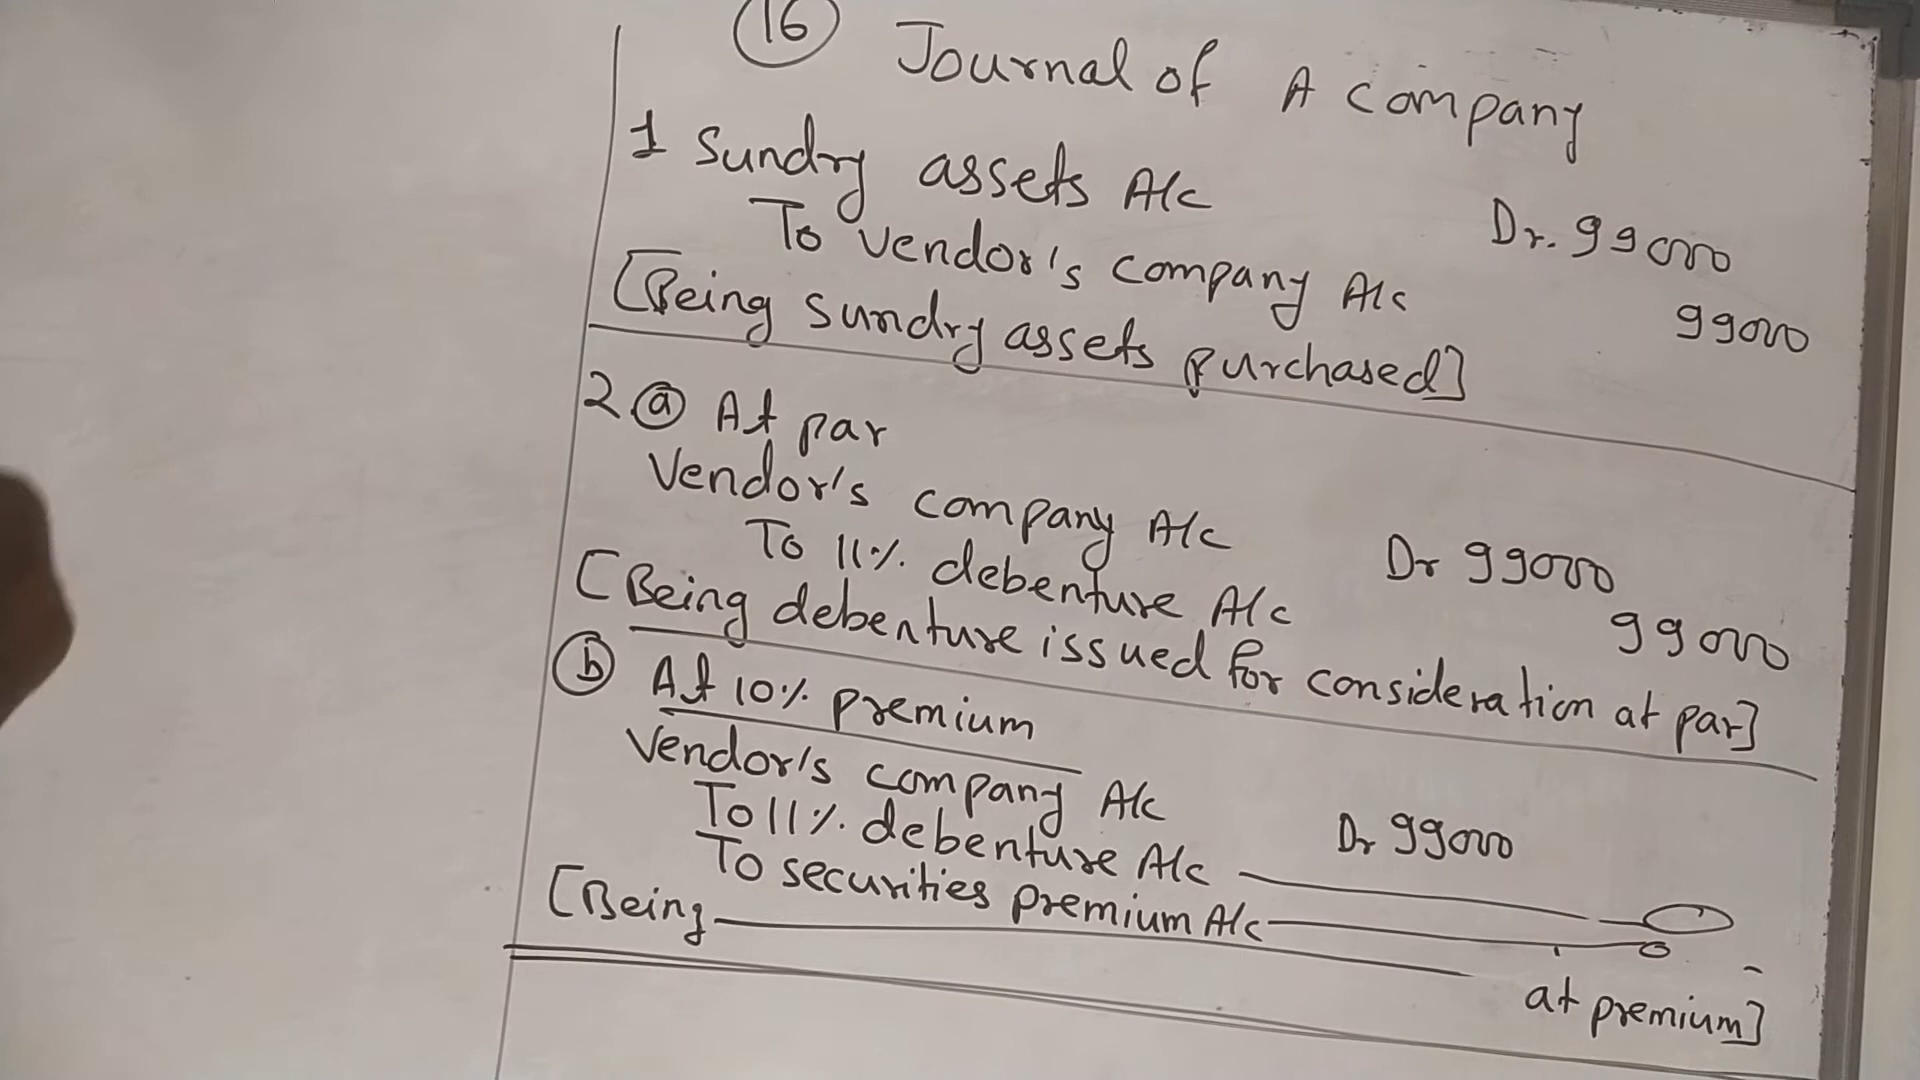 16 Journal of A company
1 Sundry assets A/c Dr. 99000
To vendor's company A/c 99000
[Being sundry assets purchased]
2 a At par
Vendor's company A/c Dr 99000
To 11% debenture A/c 99000
[Being debenture issued for consideration at par]
b At 10% premium
Vendor's company A/c Dr 99000
To 11% debenture A/c
To securities premium A/c
[Being
at premium]